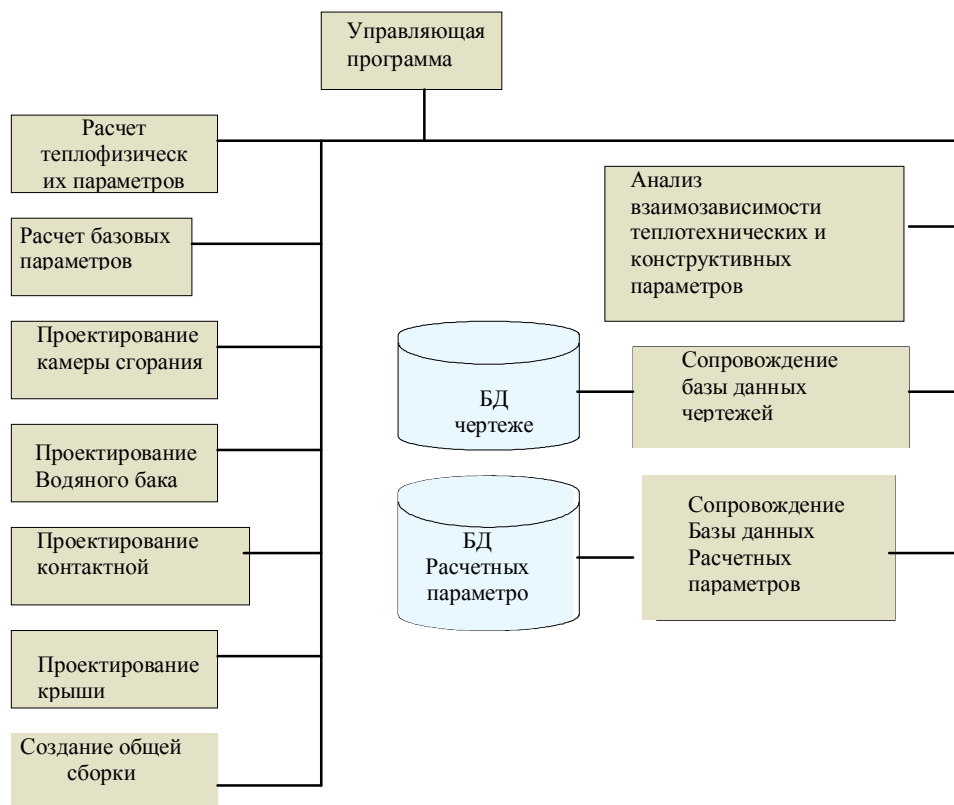 Управляющая
программа
Расчет
теплофизическ
их параметров
Расчет базовых
параметров
Проектирование
камеры сгорания
Проектирование
Водяного бака
Проектирование
контактной
Проектирование
крыши
Создание общей
сборки
Анализ
взаимозависимости
теплотехнических и
конструктивных
параметров
БД
чертеже
Сопровождение
базы данных
чертежей
БД
Расчетных
параметро
Сопровождение
Базы данных
Расчетных
параметров